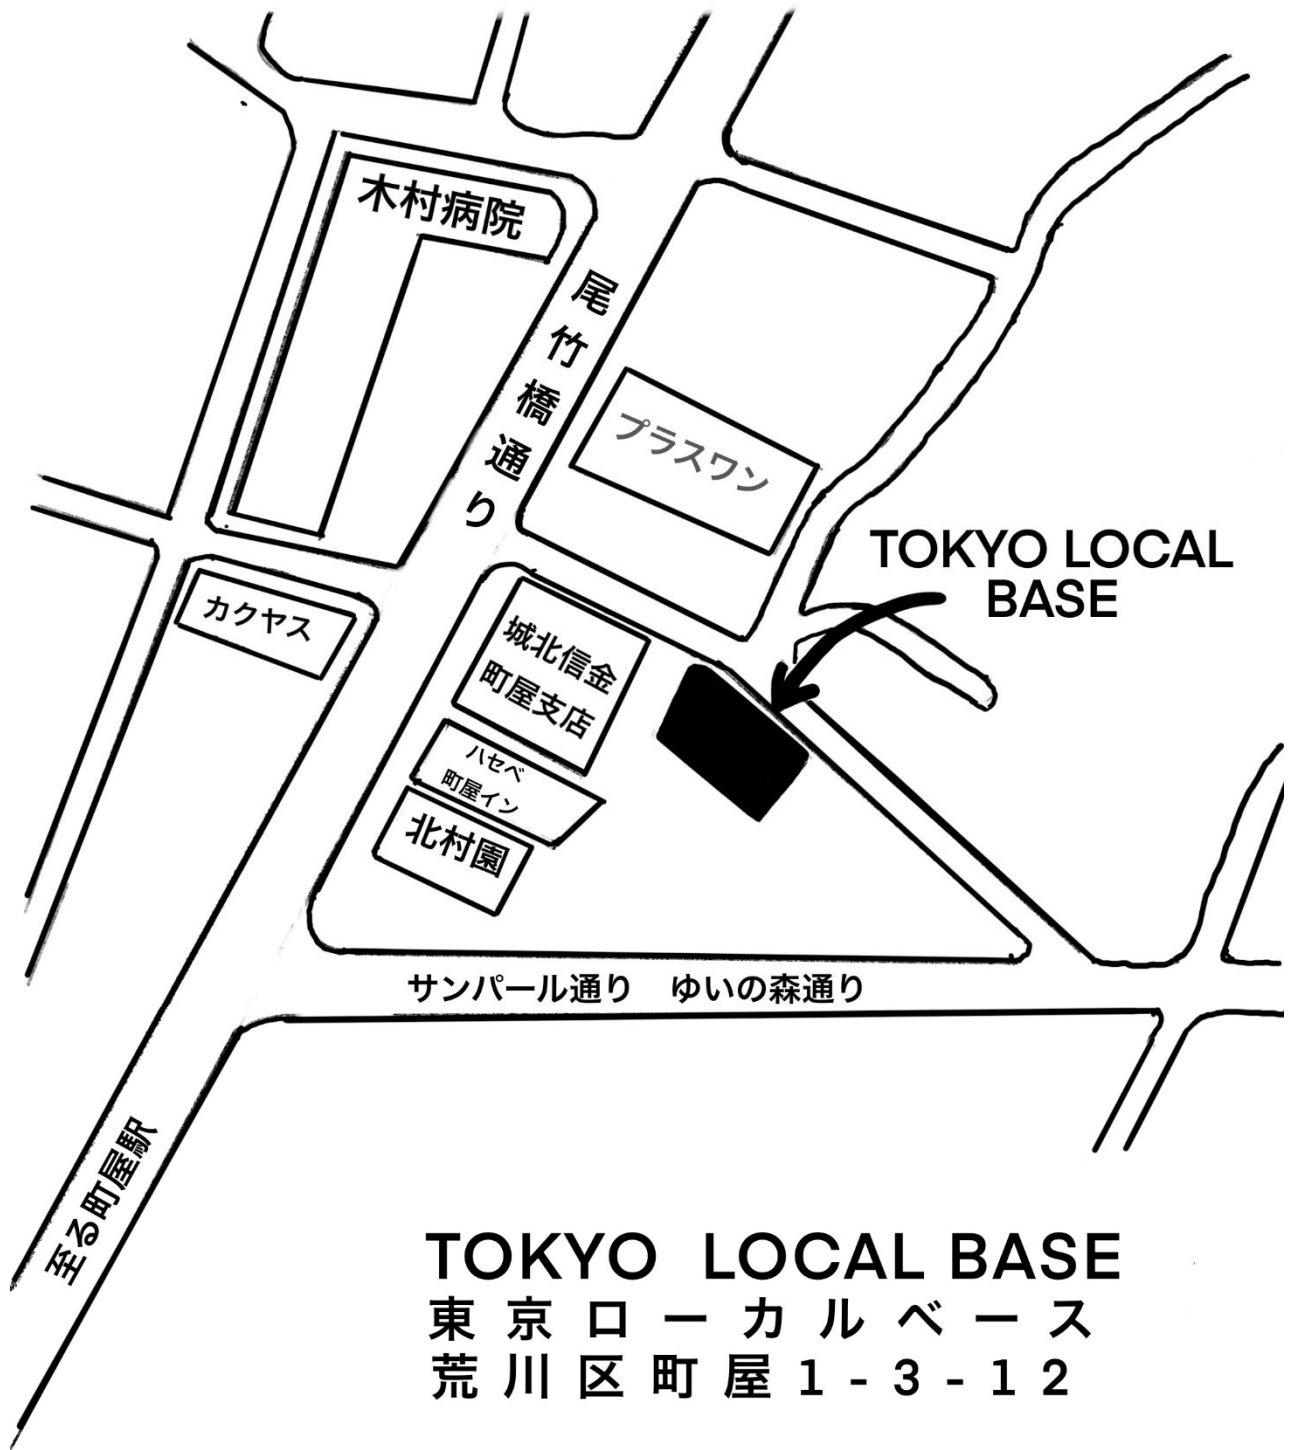 木村病院
尾竹橋通り
プラスワン
TOKYO LOCAL
BASE
カクヤス
城北信金
町屋支店
ハセベ
町屋イン
北村園
サンパール通り ゆいの森通り
至る町屋駅
TOKYO LOCAL BASE
東京ローカルベース
荒川区町屋1-3-12